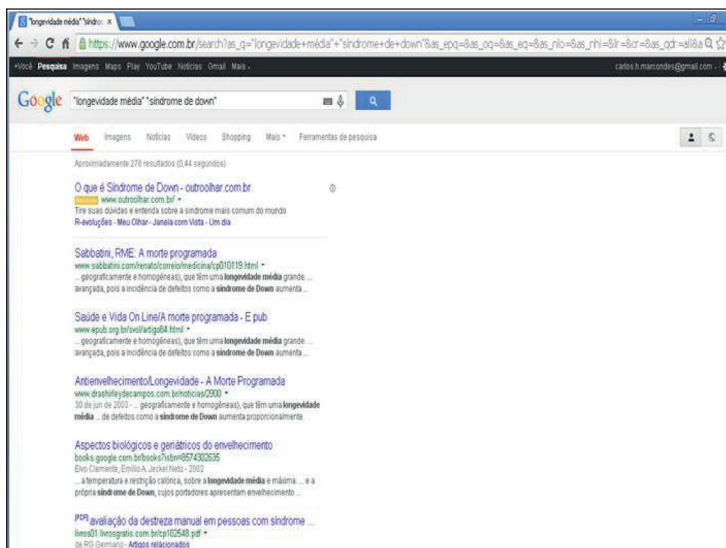 "longevidade média" "síndro: ×
https://www.google.com.br/search?as_q="longevidade+média"+"síndrome+de+down"&as_epq=&as_oq=&as_eq=&as_nlo=&as_nhi=&lr=&cr=&as_qdr=all&a
+Você Pesquisa Imagens Maps Play YouTube Notícias Gmail Mais
carlos.h.marcondes@gmail.com
Google "longevidade média" "síndrome de down"
Web Imagens Notícias Vídeos Shopping Mais Ferramentas de pesquisa
Aproximadamente 276 resultados (0,44 segundos)
O que é Síndrome de Down - outroolhar.com.br
www.outroolhar.com.br/
Tire suas dúvidas e entenda sobre a síndrome mais comum do mundo
R-evoluções - Meu Olhar - Janela com Vista - Um dia
Sabbatini, RME: A morte programada
www.sabbatini.com/renato/correio/medicina/cp010119.html
... geograficamente e homogêneas), que têm uma longevidade média grande. ...
avançada, pois a incidência de defeitos como a síndrome de Down aumenta ...
Saúde e Vida On Line/A morte programada - E pub
www.epub.org.br/svol/artigo84.html
... geograficamente e homogêneas), que têm uma longevidade média grande. ...
avançada, pois a incidência de defeitos como a síndrome de Down aumenta ...
Antienvelhecimento/Longevidade - A Morte Programada
www.drashirleydecampos.com.br/noticias/2900
30 de jun de 2003 - ... geograficamente e homogêneas), que têm uma longevidade
média ... de defeitos como a síndrome de Down aumenta proporcionalmente.
Aspectos biológicos e geriátricos do envelhecimento
books.google.com.br/books?isbn=8574302635
Elvo Clemente, Emílio A. Jeckel Neto - 2002
... a temperatura e restrição calórica, sobre a longevidade média e máxima. ... e a
própria síndrome de Down, cujos portadores apresentam envelhecimento ...
[PDF] avaliação da destreza manual em pessoas com síndrome ...
livros01.livrosgratis.com.br/cp102548.pdf
de RG Germano - Artigos relacionados